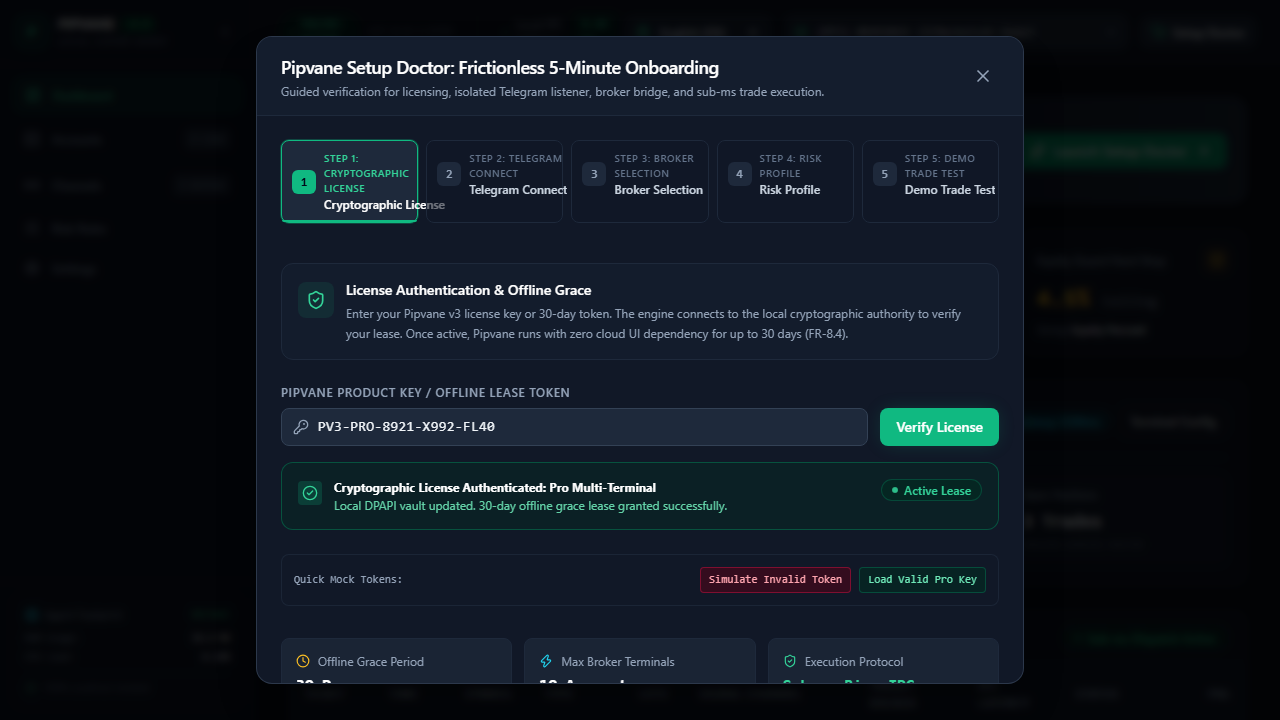 Pipvane Setup Doctor: Frictionless 5-Minute Onboarding
Guided verification for licensing, isolated Telegram listener, broker bridge, and sub-ms trade execution.
1
STEP 1:
CRYPTOGRAPHIC
LICENSE
Cryptographic License
2
STEP 2: TELEGRAM
CONNECT
Telegram Connect
3
STEP 3: BROKER
SELECTION
Broker Selection
4
STEP 4: RISK
PROFILE
Risk Profile
5
STEP 5: DEMO
TRADE TEST
Demo Trade Test
License Authentication & Offline Grace
Enter your Pipvane v3 license key or 30-day token. The engine connects to the local cryptographic authority to verify
your lease. Once active, Pipvane runs with zero cloud UI dependency for up to 30 days (FR-8.4).
PIPVANE PRODUCT KEY / OFFLINE LEASE TOKEN
PV3-PRO-8921-X992-FL40
Verify License
Cryptographic License Authenticated: Pro Multi-Terminal
Local DPAPI vault updated. 30-day offline grace lease granted successfully.
Active Lease
Quick Mock Tokens:
Simulate Invalid Token
Load Valid Pro Key
Offline Grace Period
Max Broker Terminals
Execution Protocol